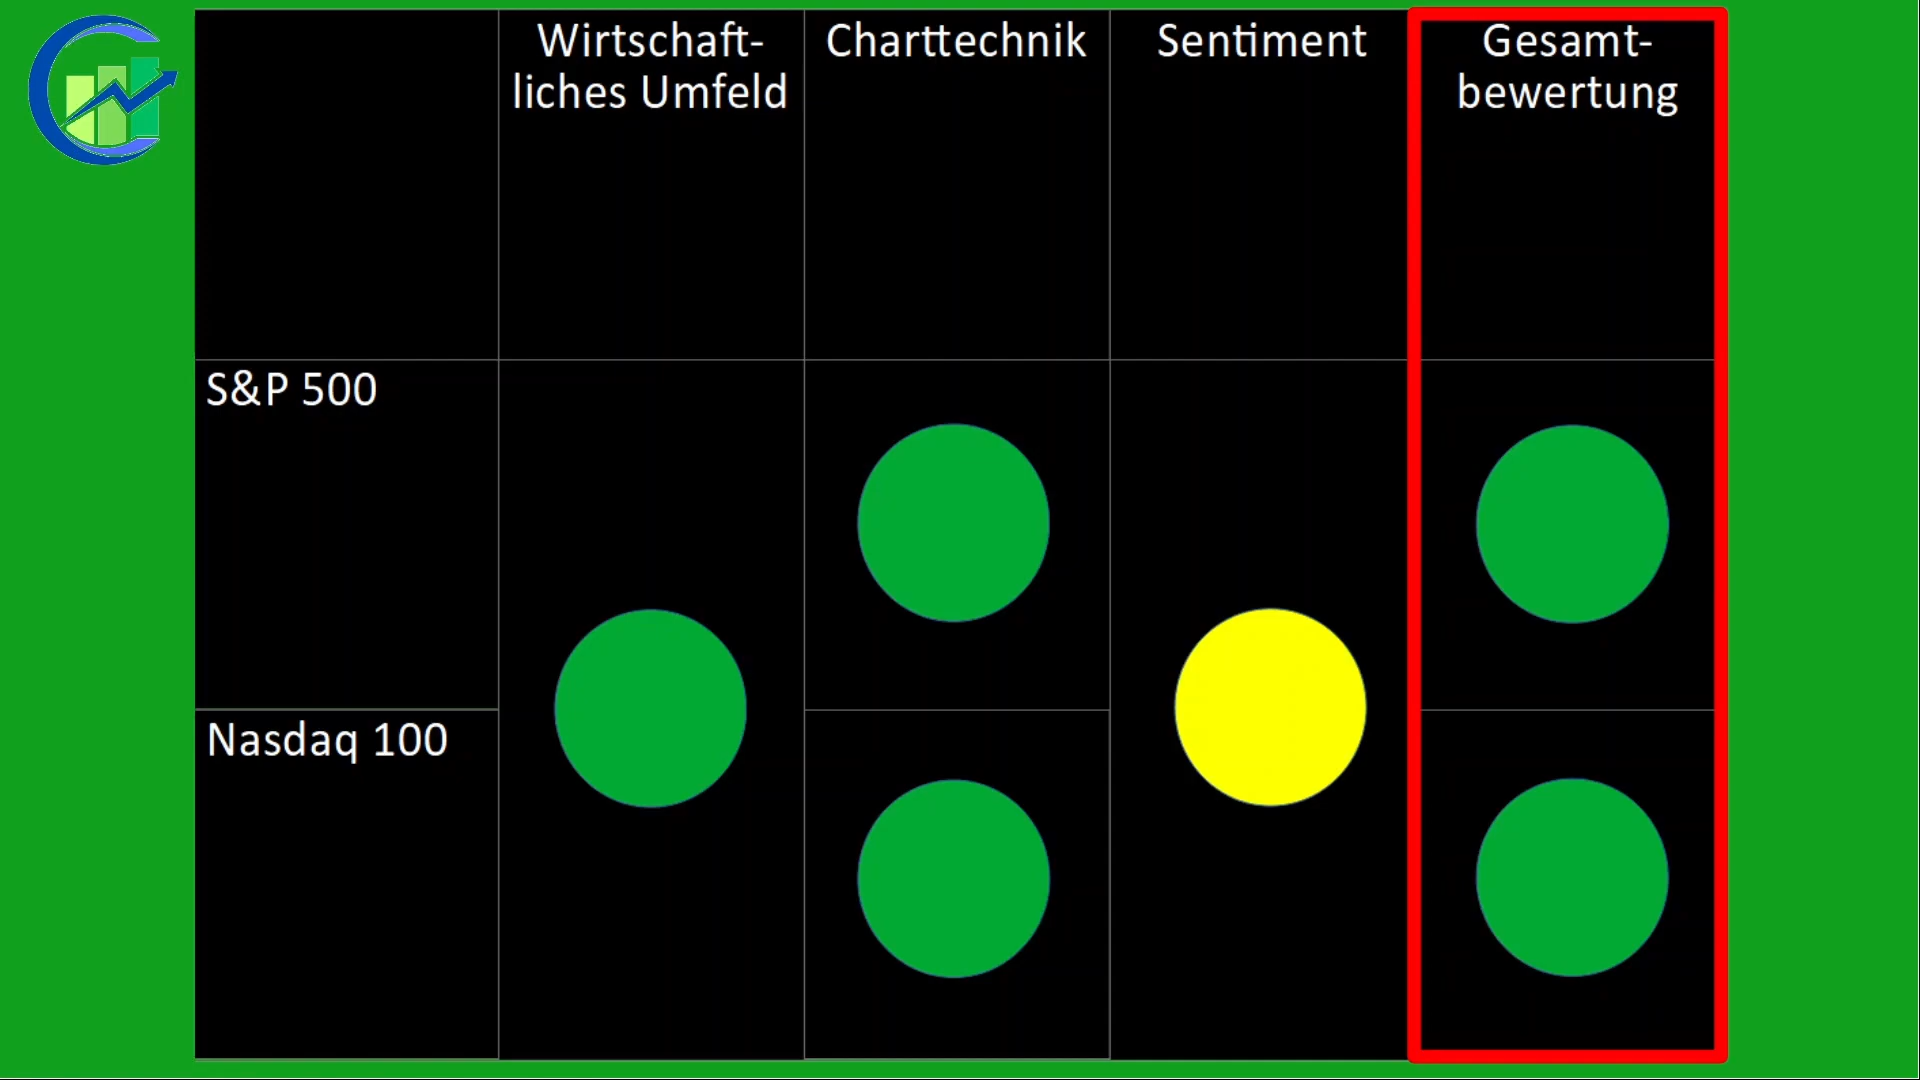 Wirtschaft-
liches Umfeld
Charttechnik
Sentiment
Gesamt-
bewertung
S&P 500
Nasdaq 100